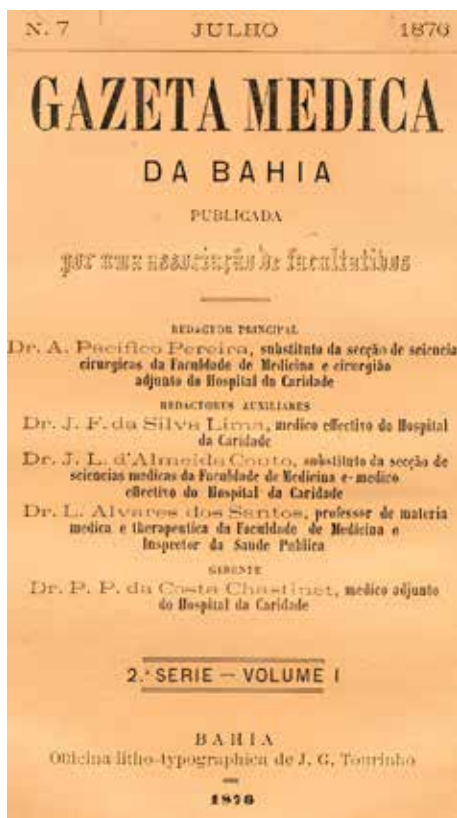 N. 7 JULHO 1876
GAZETA MEDICA
DA BAHIA
PUBLICADA
por uma associação de facultativos
REDACTOR PRINCIPAL
Dr. A. Pacifico Pereira, substituto da secção de sciencia
cirurgicas da Faculdade de Medicina e cirurgião
adjunto do Hospital da Caridade
REDACTORES AUXILIARES
Dr. J. F. da Silva Lima, medico effectivo do Hospital
da Caridade
Dr. J. L. d'Almeida Couto, substituto da secção de
sciencias medicas da Faculdade de Medicina e medico
effectivo do Hospital da Caridade
Dr. L. Alvares dos Santos, professor de materia
medica e therapeutica da Faculdade de Medicina e
Inspector da Saude Publica
GERENTE
Dr. P. P. da Costa Chastinet, medico adjunto
do Hospital da Caridade
2.ª SERIE — VOLUME I
BAHIA
Officina litho-typographica de J. G. Tourinho
1876